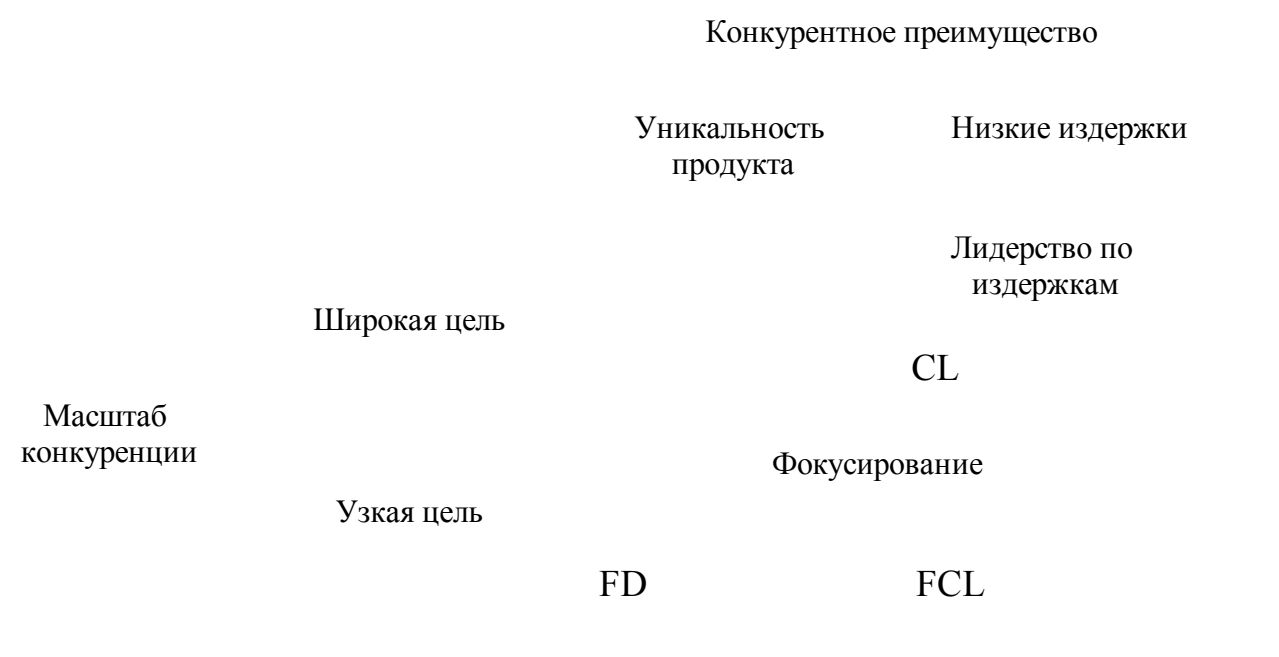 Конкурентное преимущество
Уникальность
продукта
Низкие издержки
Лидерство по
издержкам
Широкая цель
CL
Масштаб
конкуренции
Фокусирование
Узкая цель
FD
FCL